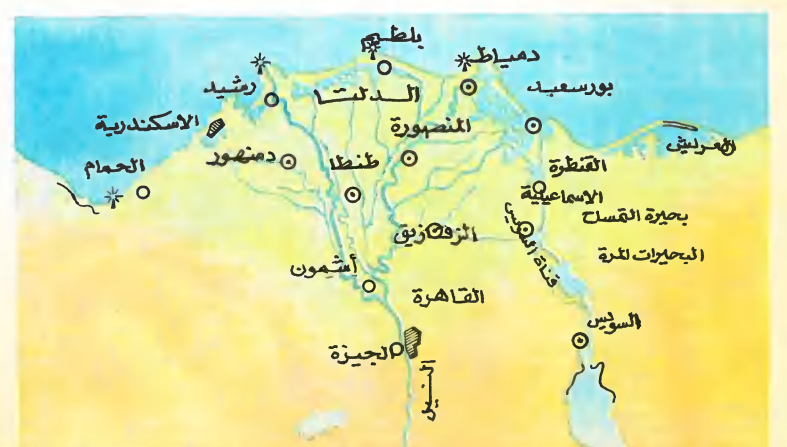 بلطيم
دمياط
رشيد
الدلتا
بورسعيد
الاسكندرية
المنصورة
العريش
دمنهور
طنطا
الحمام
القنطرة
الاسماعيلية
بحيرة التمساح
الزقازيق
قناة السويس
البحيرات المرة
أشمون
القاهرة
السويس
الجيزة
النيل